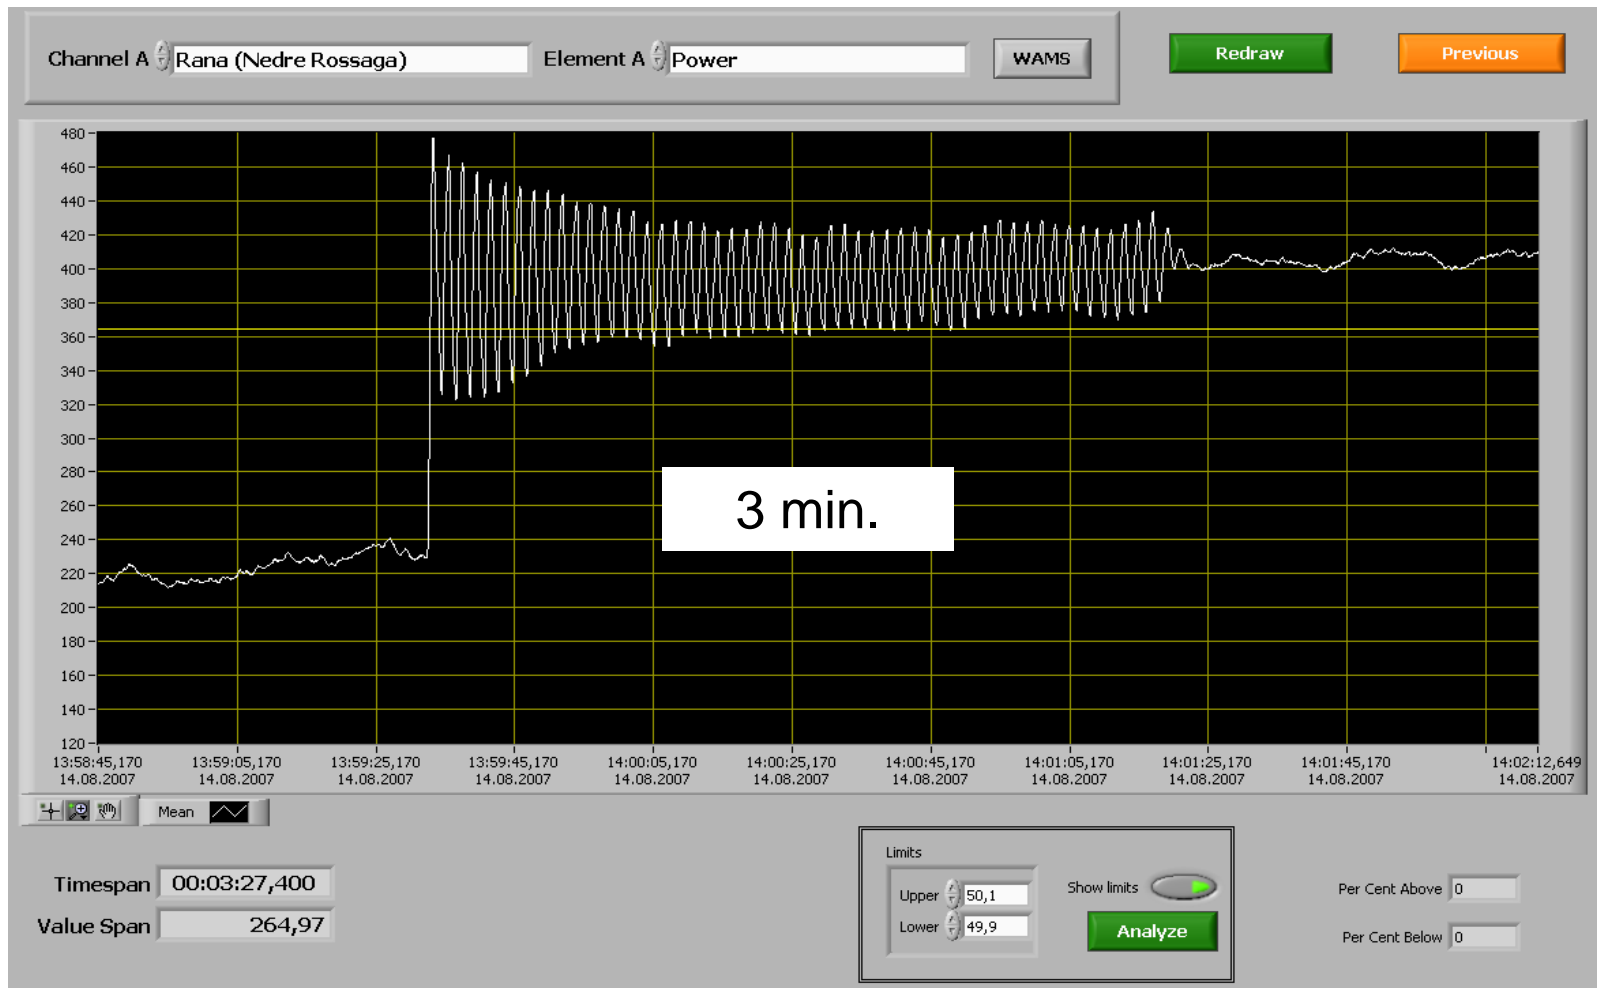 Channel A Rana (Nedre Rossaga) Element A Power WAMS Redraw Previous
480
460
440
420
400
380
360
340
320
300
280
260
240
220
200
180
160
140
120
3 min.
13:58:45,170 13:59:05,170 13:59:25,170 13:59:45,170 14:00:05,170 14:00:25,170 14:00:45,170 14:01:05,170 14:01:25,170 14:01:45,170 14:02:12,649
14.08.2007 14.08.2007 14.08.2007 14.08.2007 14.08.2007 14.08.2007 14.08.2007 14.08.2007 14.08.2007 14.08.2007 14.08.2007
Mean
Timespan 00:03:27,400
Value Span 264,97
Limits
Upper 50,1
Lower 49,9
Show limits
Analyze
Per Cent Above 0
Per Cent Below 0